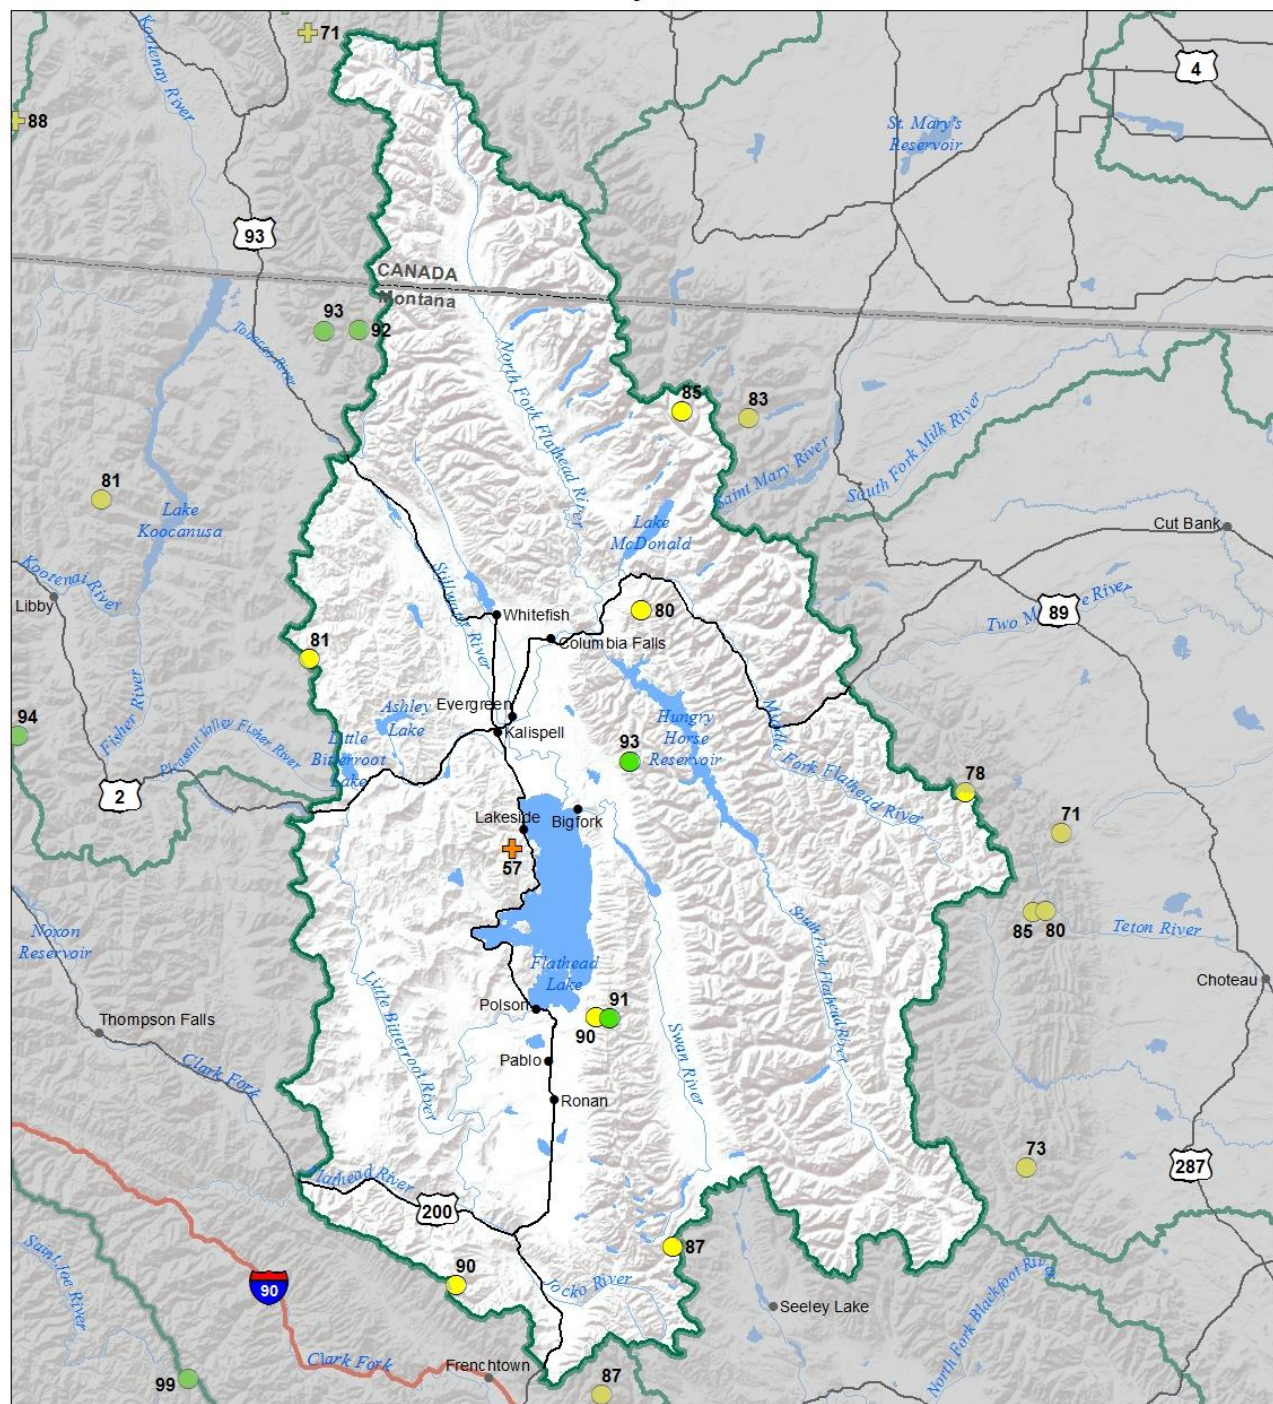 71
Kootenay River
4
88
St. Mary's
Reservoir
93
CANADA
Montana
93
92
Tobacco River
North Fork Flathead River
85
83
South Fork Milk River
Saint Mary River
81
Lake
Koocanusa
Lake
McDonald
Cut Bank
Kootenai River
Libby
Stillwater River
Whitefish
80
89
Columbia Falls
81
Fisher River
Evergreen
Ashley
Lake
Hungry
Horse
Reservoir
94
Kalispell
Pleasant Valley Fisher River
Little
Bitterroot
Lake
93
Middle Fork Flathead River
78
2
Lakeside
Bigfork
71
57
South Fork Flathead River
85
80
Teton River
Noxon
Reservoir
Flathead
Lake
Choteau
Little Bitterroot River
91
90
Polson
Thompson Falls
Swan River
Pablo
Clark Fork
Ronan
73
287
Flathead River
200
87
Saint Joe River
90
90
Jocko River
North Fork Blackfoot River
Seeley Lake
Clark Fork
Frenchtown
99
87